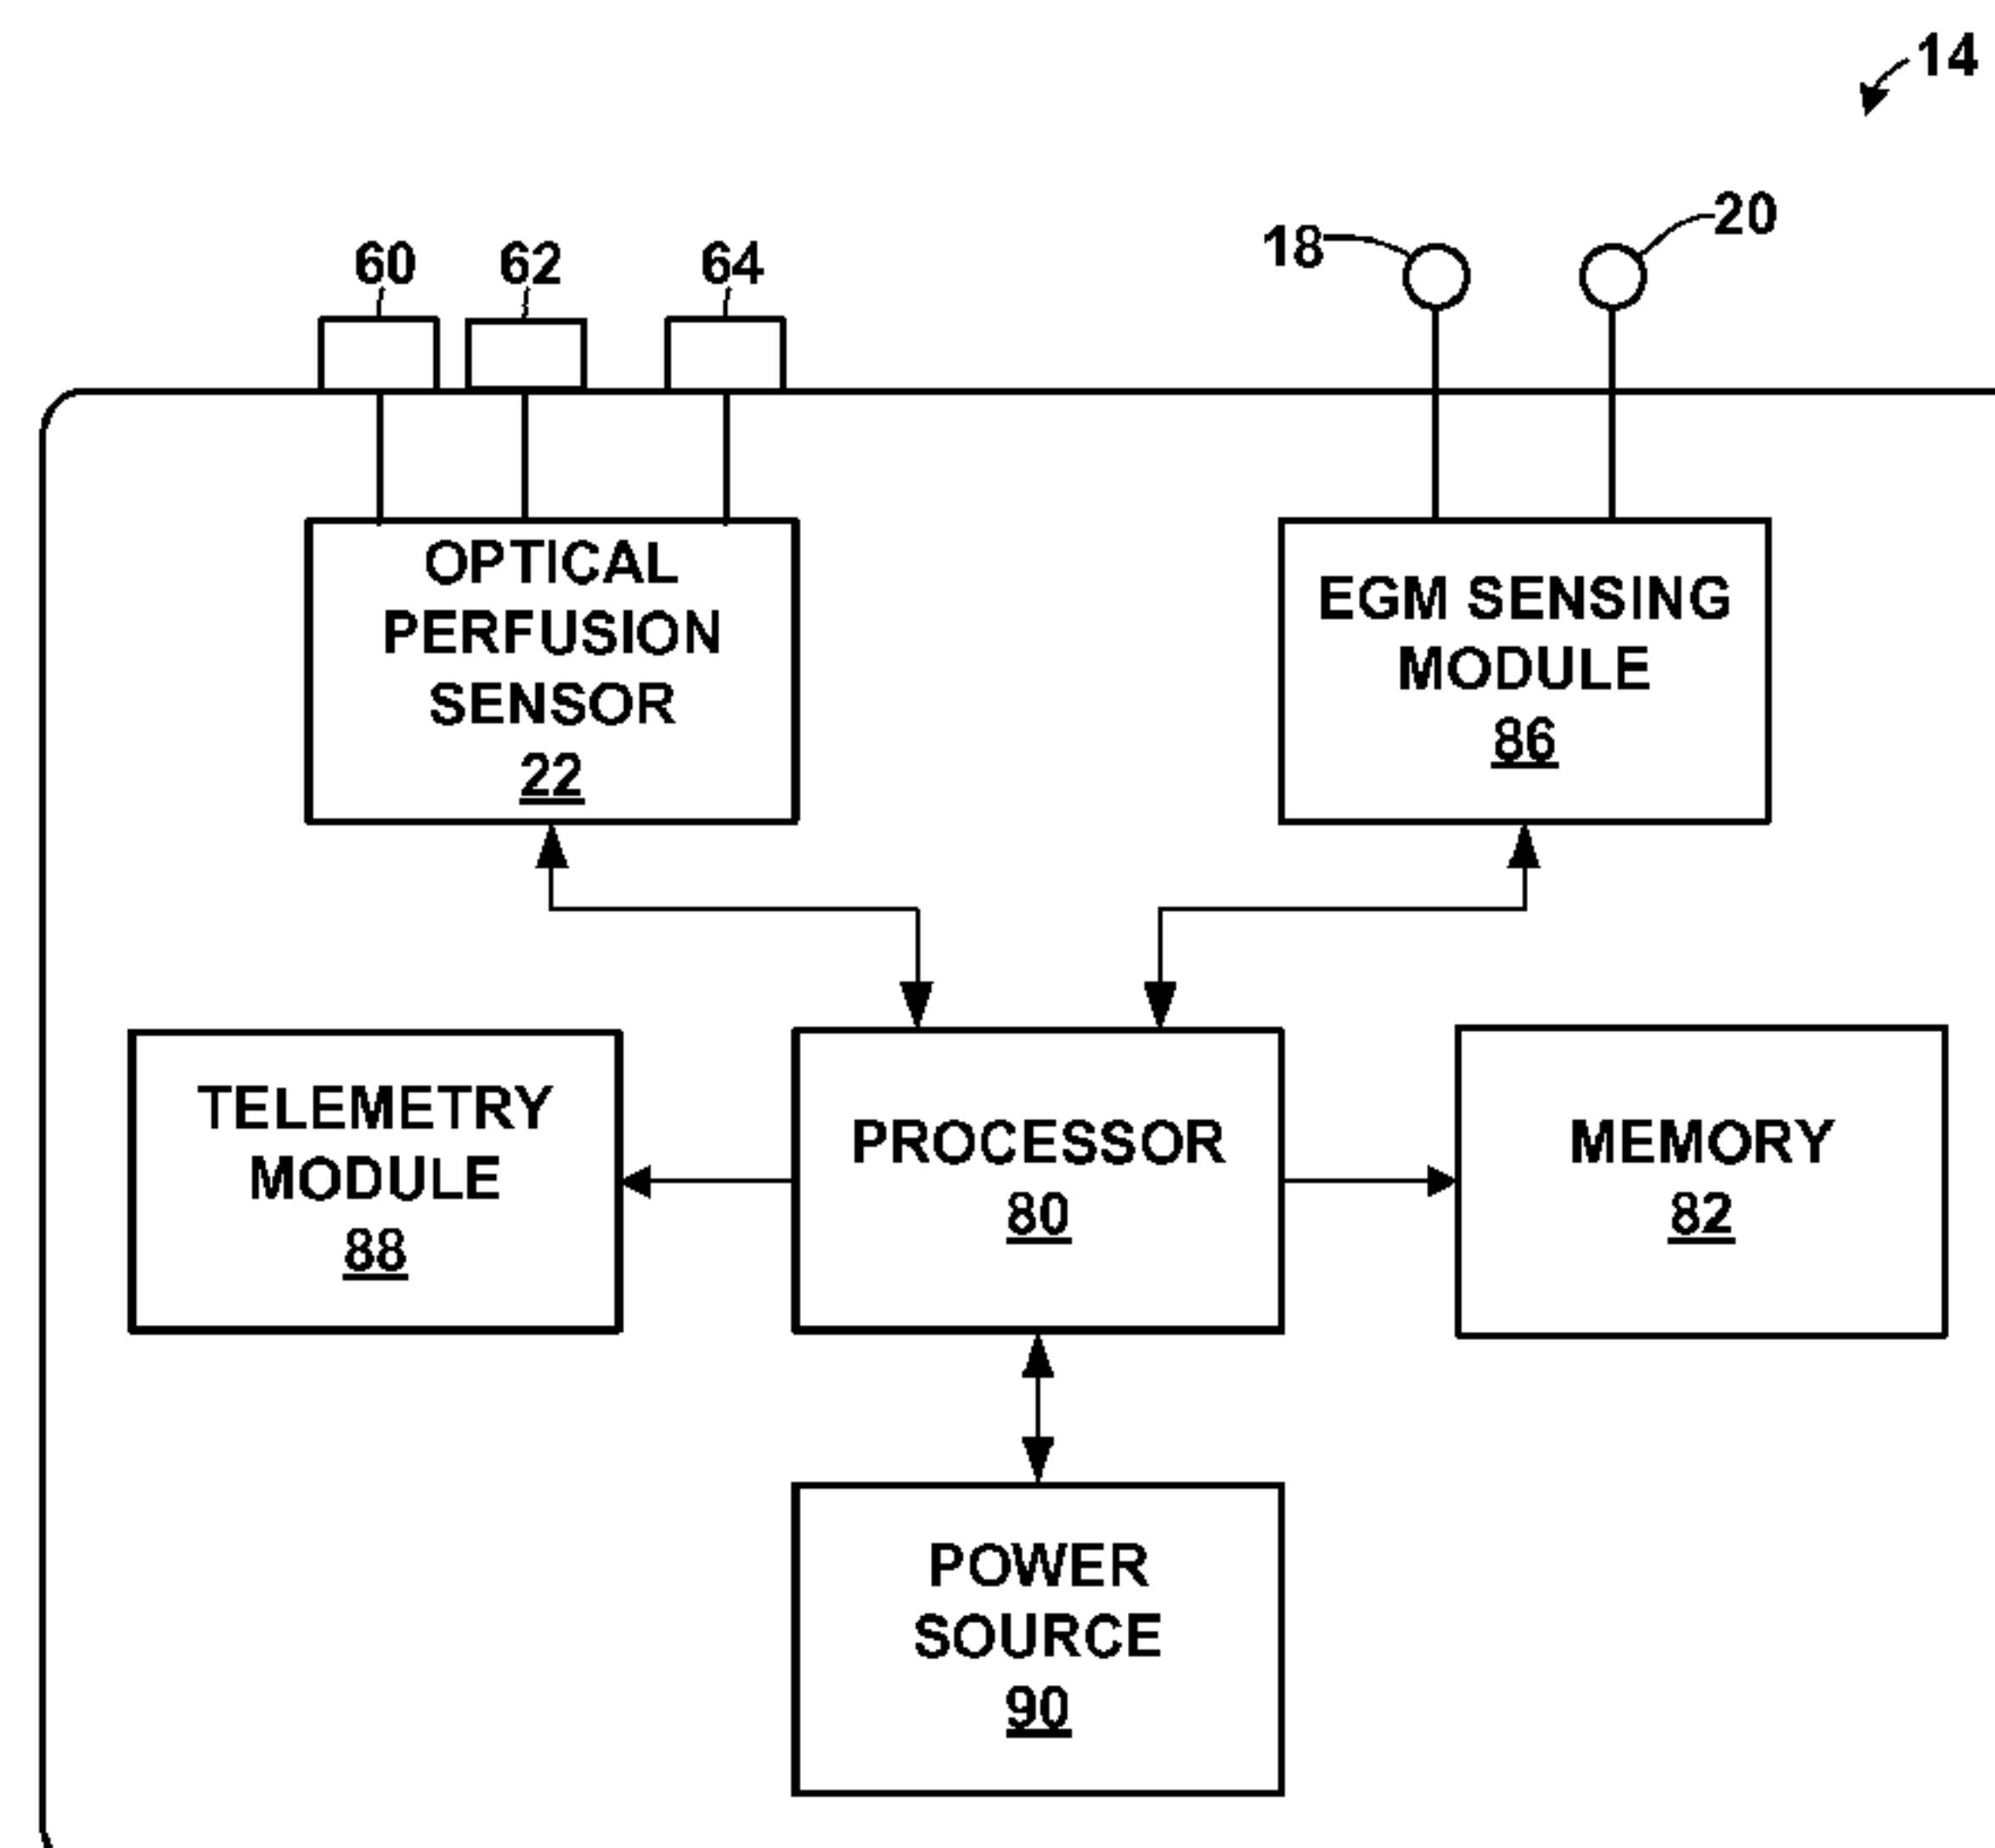 14
20
18
60 62 64
OPTICAL
PERFUSION
SENSOR
22
EGM SENSING
MODULE
86
TELEMETRY
MODULE
88
PROCESSOR
80
MEMORY
82
POWER
SOURCE
90